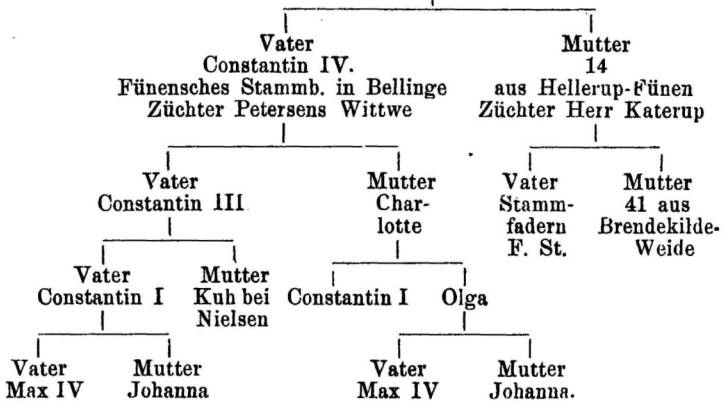 Vater Mutter
Constantin IV. 14
Fünensches Stammb. in Bellinge aus Hellerup-Fünen
Züchter Petersens Wittwe Züchter Herr Katerup
Vater Mutter Vater Mutter
Constantin III Char- Stamm- 41 aus
lotte fadern Brendekilde-
F. St. Weide
Vater Mutter
Constantin I Kuh bei Constantin I Olga
Nielsen
Vater Mutter Vater Mutter
Max IV Johanna Max IV Johanna.